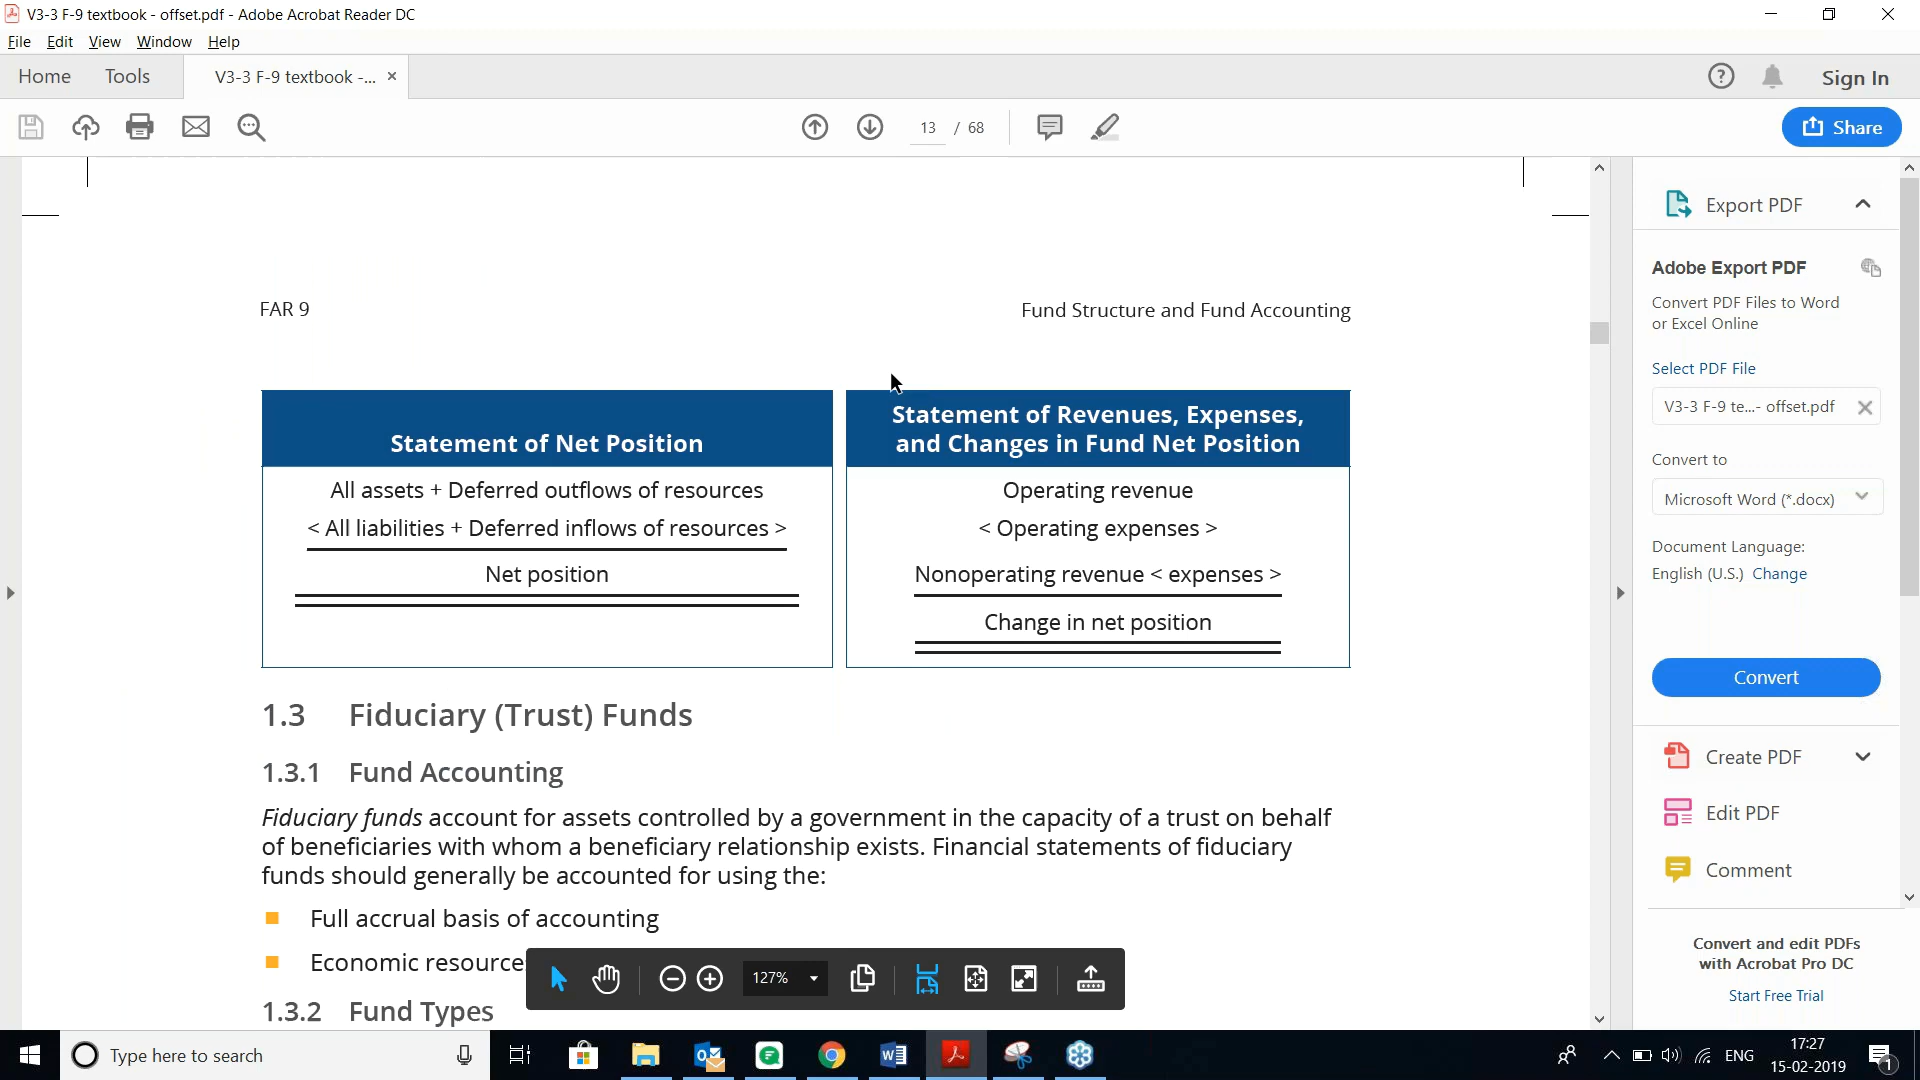 V3-3 F-9 textbook - offset.pdf - Adobe Acrobat Reader DC
File Edit View Window Help
Home Tools V3-3 F-9 textbook -... × Sign In
13 / 68 Share
FAR 9 Fund Structure and Fund Accounting
Statement of Net Position
All assets + Deferred outflows of resources
< All liabilities + Deferred inflows of resources >
Net position
Statement of Revenues, Expenses,
and Changes in Fund Net Position
Operating revenue
< Operating expenses >
Nonoperating revenue < expenses >
Change in net position
1.3 Fiduciary (Trust) Funds
1.3.1 Fund Accounting
Fiduciary funds account for assets controlled by a government in the capacity of a trust on behalf
of beneficiaries with whom a beneficiary relationship exists. Financial statements of fiduciary
funds should generally be accounted for using the:
Full accrual basis of accounting
Economic resource
1.3.2 Fund Types
127%
Export PDF
Adobe Export PDF
Convert PDF Files to Word
or Excel Online
Select PDF File
V3-3 F-9 te...- offset.pdf
Convert to
Microsoft Word (*.docx)
Document Language:
English (U.S.) Change
Convert
Create PDF
Edit PDF
Comment
Convert and edit PDFs
with Acrobat Pro DC
Start Free Trial
Type here to search
ENG
17:27
15-02-2019
1